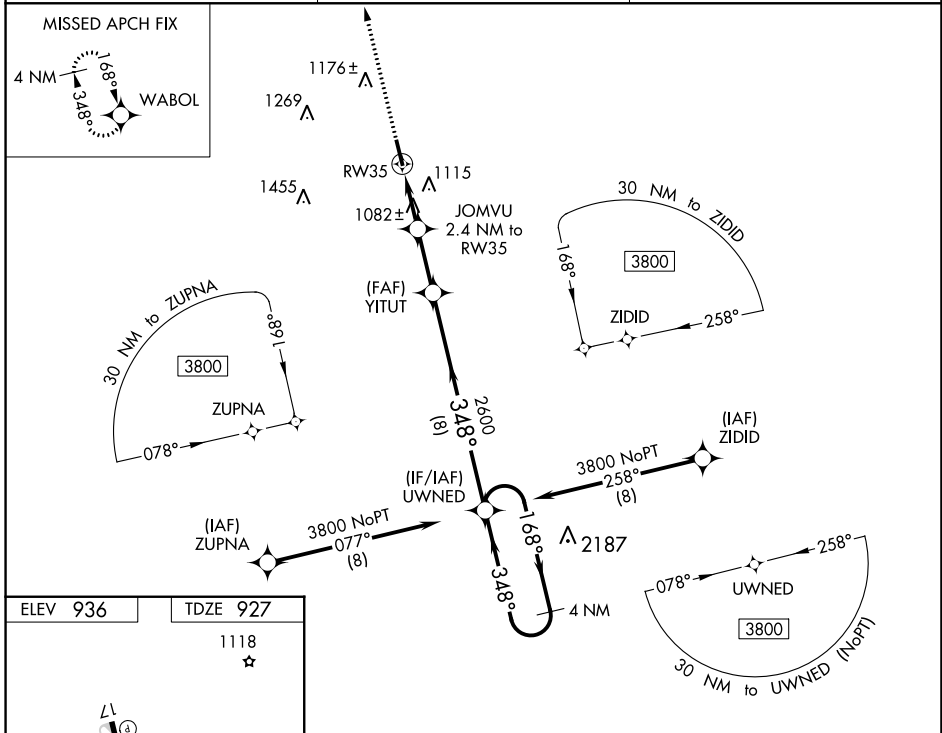 MISSED APCH FIX
4 NM
168°
348°
WABOL
1176±
1269
RW35
1115
1455
1082±
JOMVU
2.4 NM to
RW35
30 NM to ZIDID
168°
3800
ZIDID
258°
(FAF)
YITUT
30 NM to ZUPNA
168°
3800
ZUPNA
078°
348°
2600
(8)
(IAF)
ZIDID
3800 NoPT
258°
(8)
(IF/IAF)
UWNED
(IAF)
ZUPNA
3800 NoPT
077°
(8)
168°
348°
2187
4 NM
078°
258°
UWNED
3800
30 NM to UWNED (NoPT)
ELEV 936
TDZE 927
1118
17
P